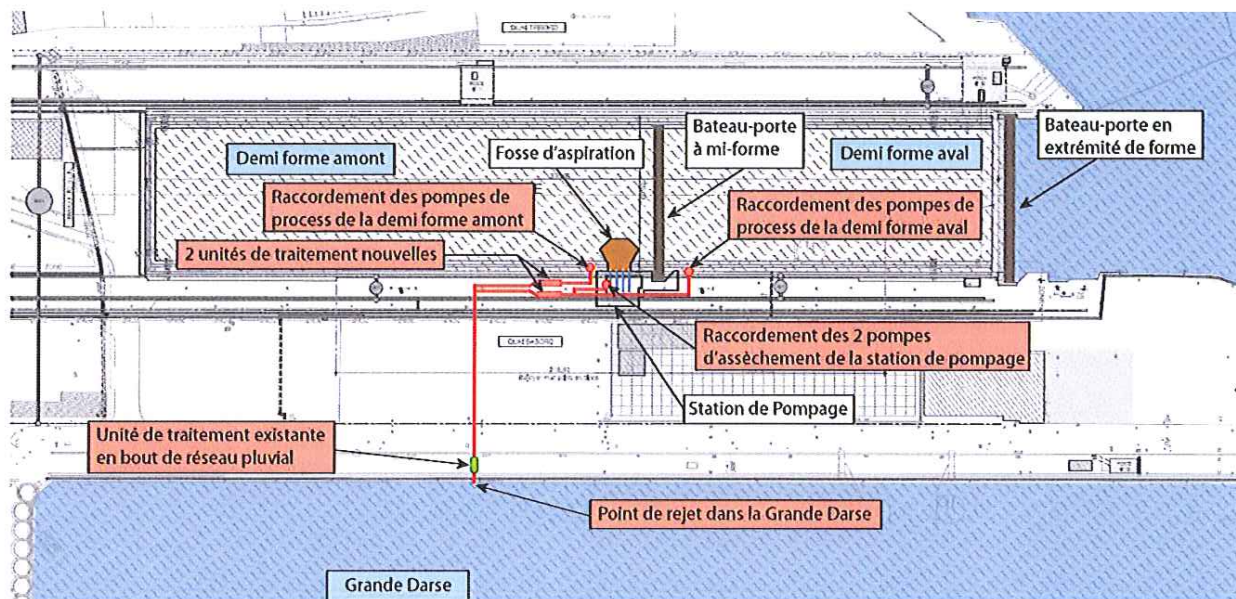 Demi forme amont
Fosse d'aspiration
Bateau-porte
à mi-forme
Demi forme aval
Bateau-porte en
extrémité de forme
Raccordement des pompes de
process de la demi forme amont
Raccordement des pompes de
process de la demi forme aval
2 unités de traitement nouvelles
Raccordement des 2 pompes
d'assèchement de la station de pompage
Station de Pompage
Unité de traitement existante
en bout de réseau pluvial
Point de rejet dans la Grande Darse
Grande Darse